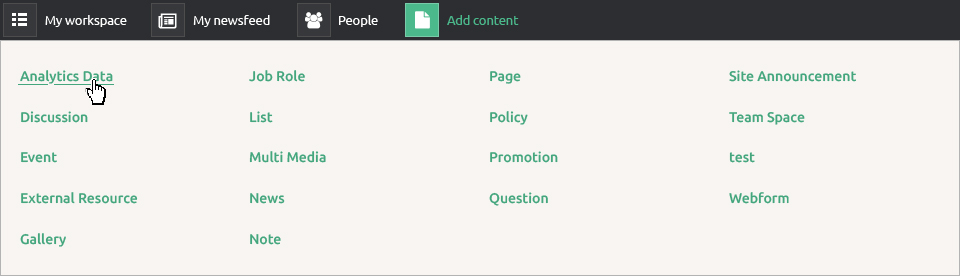 My workspace My newsfeed People Add content
Analytics Data Job Role Page Site Announcement
Discussion List Policy Team Space
Event Multi Media Promotion test
External Resource News Question Webform
Gallery Note